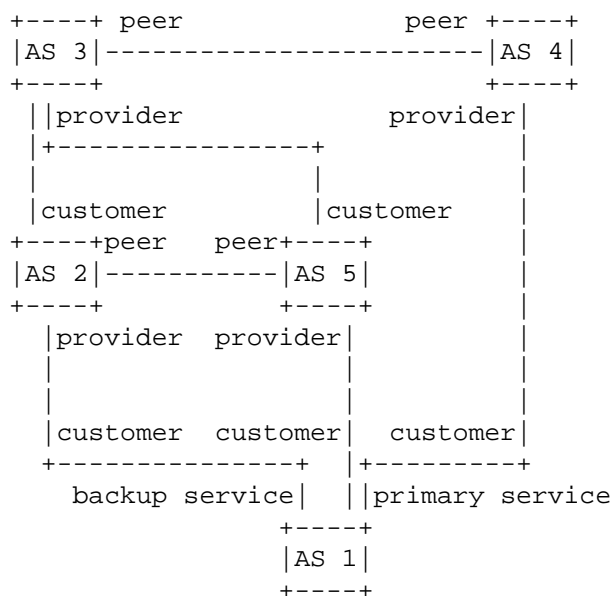 +----+ peer peer +----+
|AS 3|----------------------|AS 4|
+----+ +----+
||provider provider|
|+----------------+ |
| | |
|customer |customer |
+----+peer peer+----+ |
|AS 2|-----------|AS 5| |
+----+ +----+ |
|provider provider| |
| | |
| | |
|customer customer| customer|
+---------------+ |+---------+
backup service| ||primary service
+----+
|AS 1|
+----+